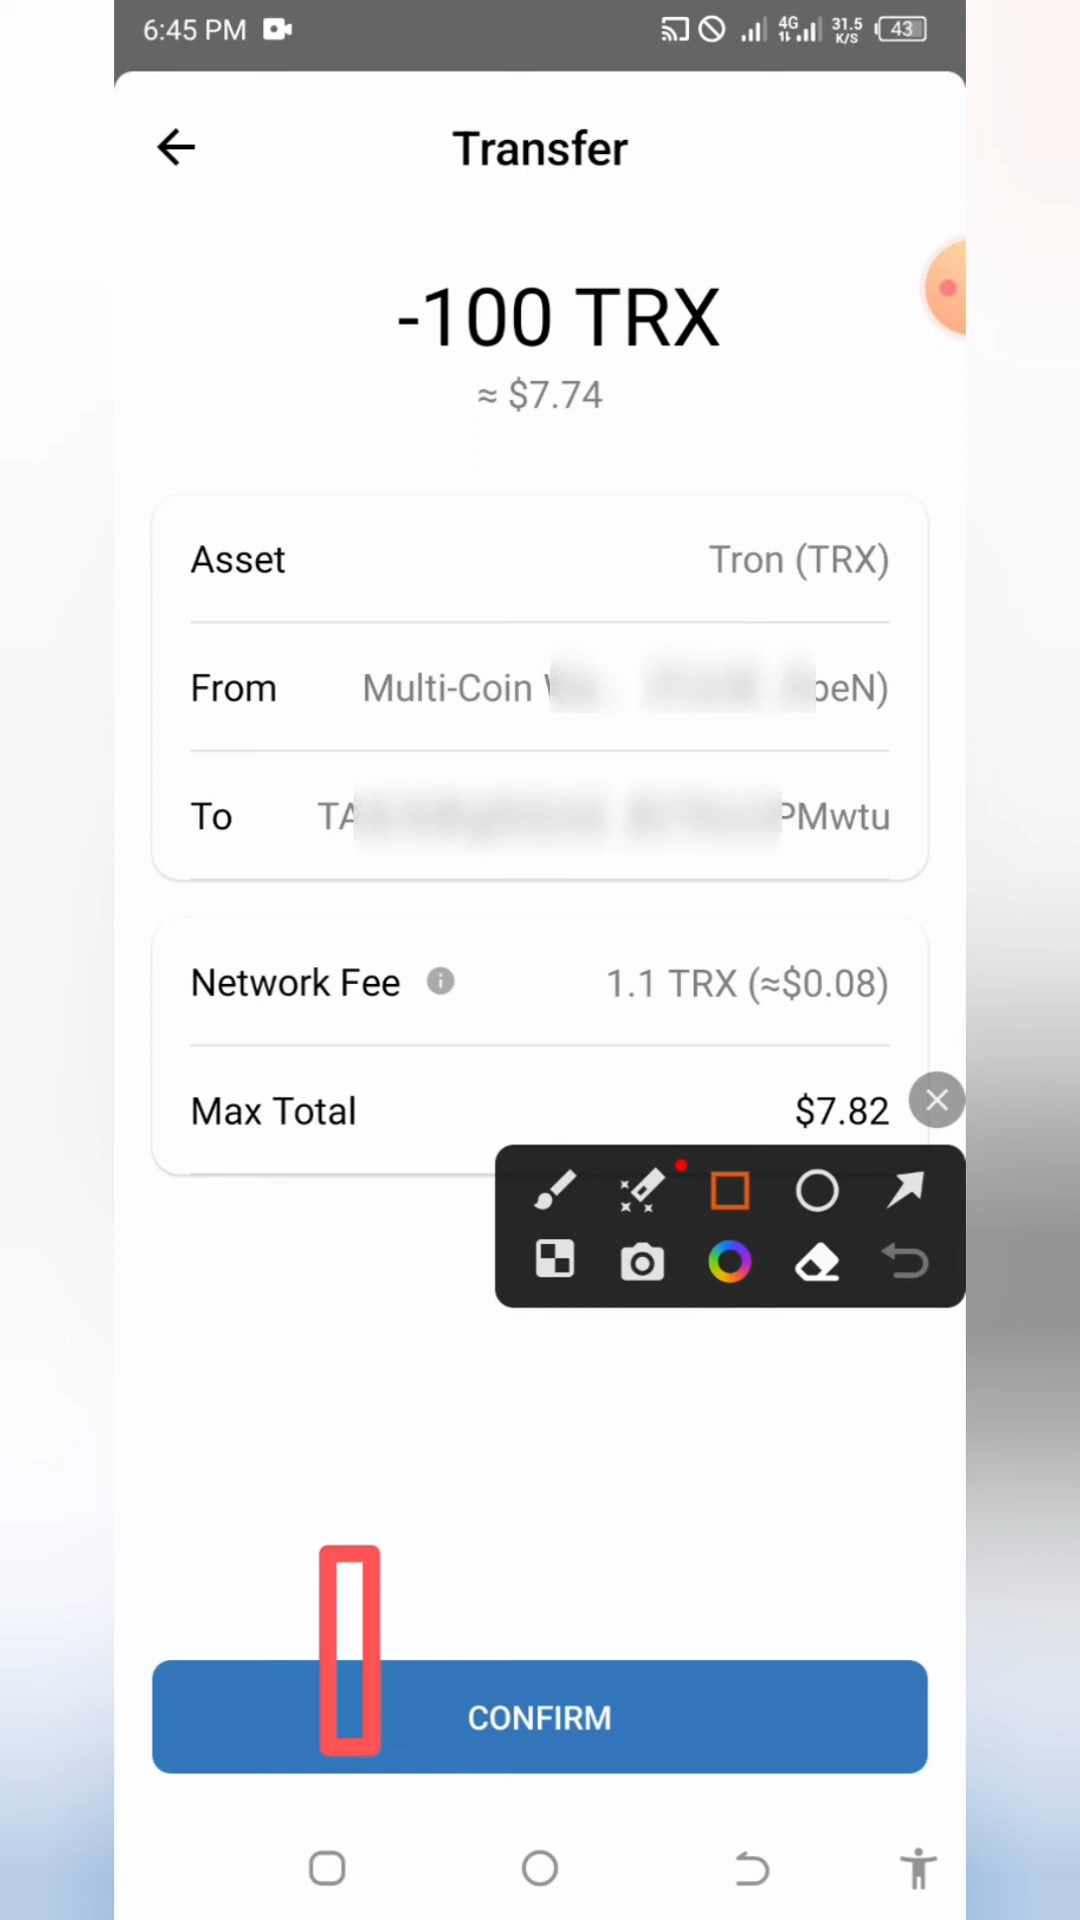 6:45 PM 4G 31.5 K/S 43
Transfer
-100 TRX
≈ $7.74
Asset Tron (TRX)
From Multi-Coin peN)
To TA PMwtu
Network Fee 1.1 TRX (≈$0.08)
Max Total $7.82
CONFIRM